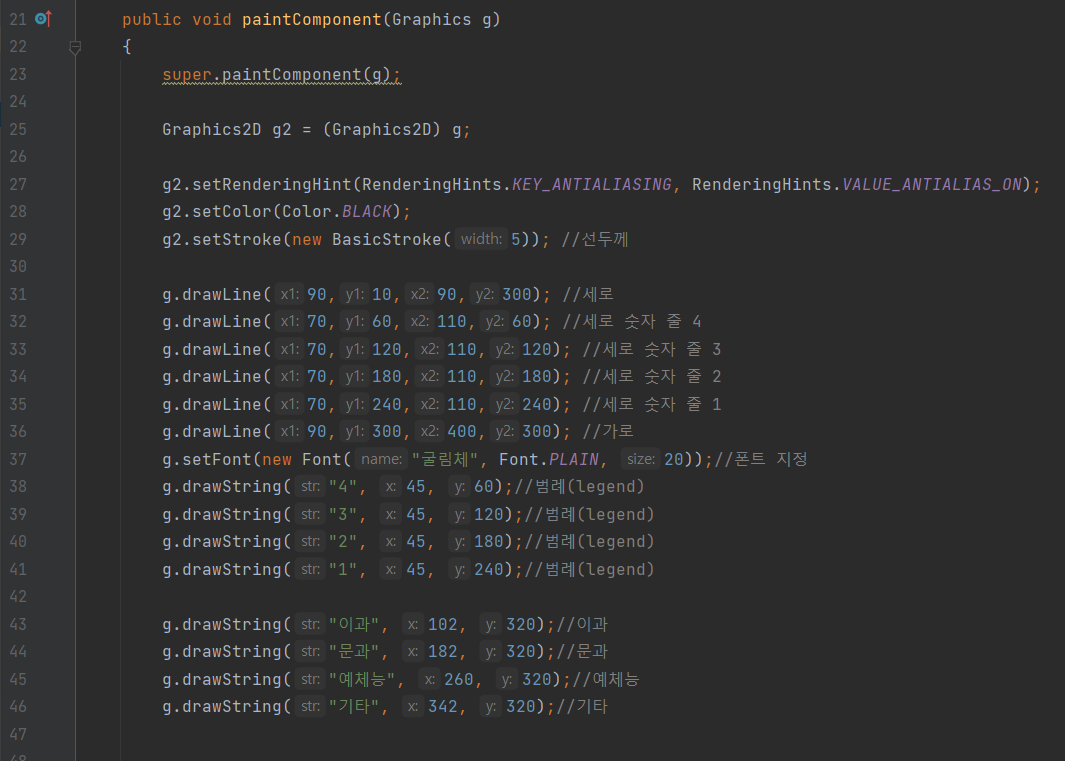 21 public void paintComponent(Graphics g)
22 {
23 super.paintComponent(g);
24
25 Graphics2D g2 = (Graphics2D) g;
26
27 g2.setRenderingHint(RenderingHints.KEY_ANTIALIASING, RenderingHints.VALUE_ANTIALIAS_ON);
28 g2.setColor(Color.BLACK);
29 g2.setStroke(new BasicStroke( width: 5)); //선두께
30
31 g.drawLine( x1: 90, y1: 10, x2: 90, y2: 300); //세로
32 g.drawLine( x1: 70, y1: 60, x2: 110, y2: 60); //세로 숫자 줄 4
33 g.drawLine( x1: 70, y1: 120, x2: 110, y2: 120); //세로 숫자 줄 3
34 g.drawLine( x1: 70, y1: 180, x2: 110, y2: 180); //세로 숫자 줄 2
35 g.drawLine( x1: 70, y1: 240, x2: 110, y2: 240); //세로 숫자 줄 1
36 g.drawLine( x1: 90, y1: 300, x2: 400, y2: 300); //가로
37 g.setFont(new Font( name: "굴림체", Font.PLAIN, size: 20));//폰트 지정
38 g.drawString( str: "4", x: 45, y: 60);//범례(legend)
39 g.drawString( str: "3", x: 45, y: 120);//범례(legend)
40 g.drawString( str: "2", x: 45, y: 180);//범례(legend)
41 g.drawString( str: "1", x: 45, y: 240);//범례(legend)
42
43 g.drawString( str: "이과", x: 102, y: 320);//이과
44 g.drawString( str: "문과", x: 182, y: 320);//문과
45 g.drawString( str: "예체능", x: 260, y: 320);//예체능
46 g.drawString( str: "기타", x: 342, y: 320);//기타
47
48